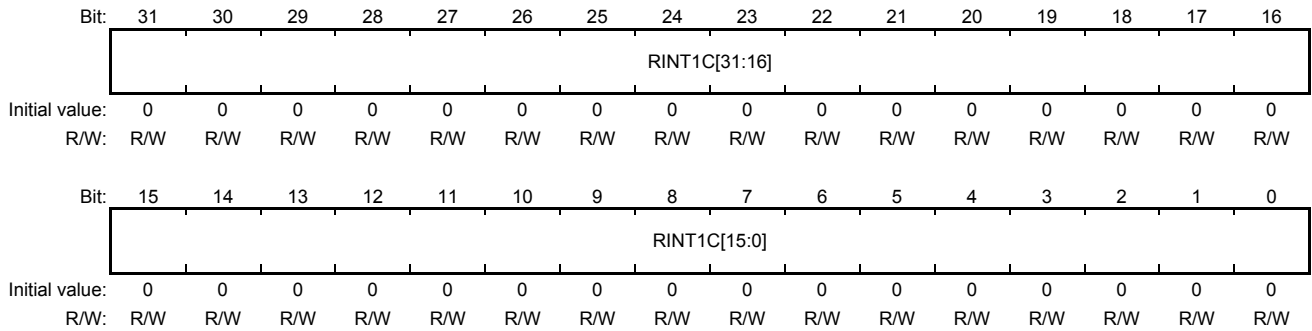 Bit: 31 30 29 28 27 26 25 24 23 22 21 20 19 18 17 16
RINT1C[31:16]
Initial value: 0 0 0 0 0 0 0 0 0 0 0 0 0 0 0 0
R/W: R/W R/W R/W R/W R/W R/W R/W R/W R/W R/W R/W R/W R/W R/W R/W R/W
Bit: 15 14 13 12 11 10 9 8 7 6 5 4 3 2 1 0
RINT1C[15:0]
Initial value: 0 0 0 0 0 0 0 0 0 0 0 0 0 0 0 0
R/W: R/W R/W R/W R/W R/W R/W R/W R/W R/W R/W R/W R/W R/W R/W R/W R/W